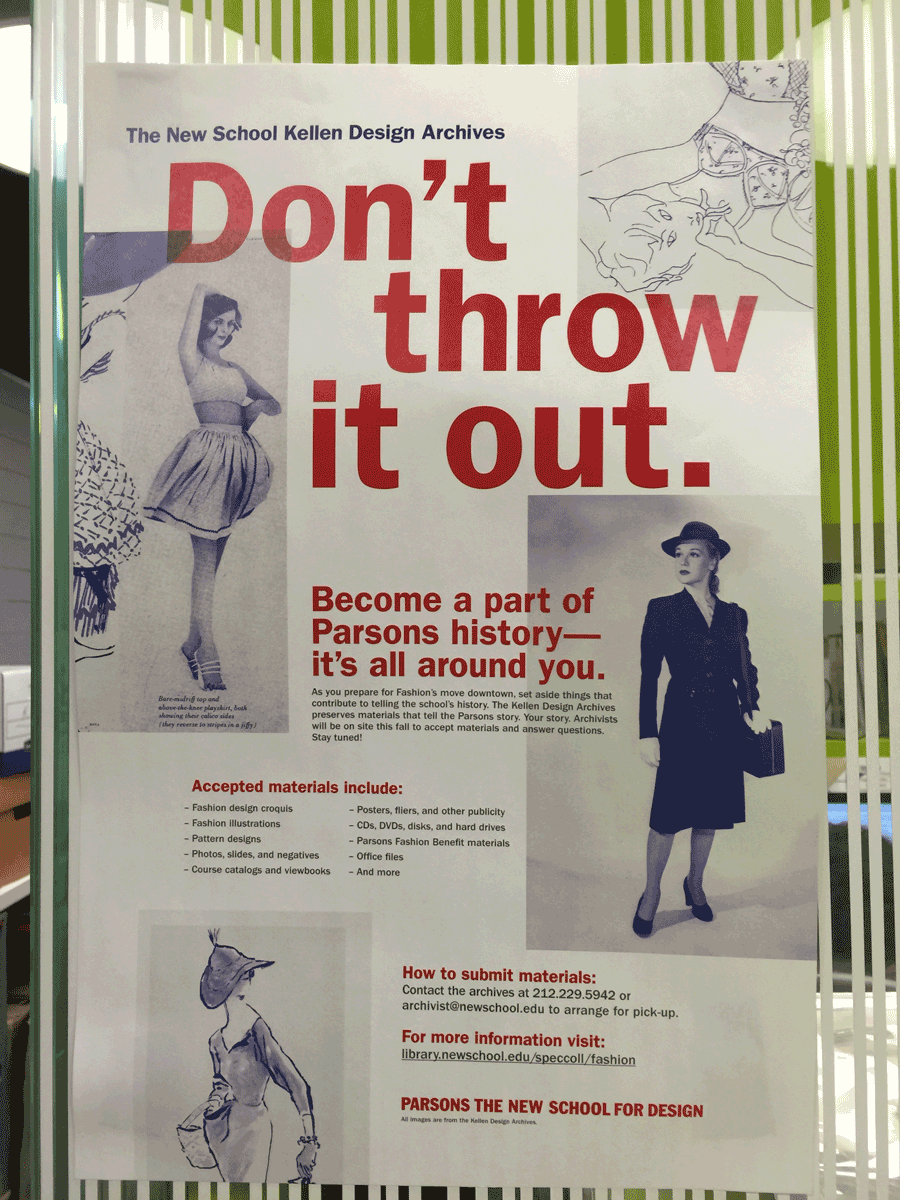 The New School Kellen Design Archives
Don't
throw
it out.
Become a part of
Parsons history—
it's all around you.
As you prepare for Fashion's move downtown, set aside things that
contribute to telling the school's history. The Kellen Design Archives
preserves materials that tell the Parsons story. Your story. Archivists
will be on site this fall to accept materials and answer questions.
Stay tuned!
Bare-midriff top and
above-the-knee playskirt, both
showing their calico sides
(they reverse to stripes in a jiffy)
Accepted materials include:
– Fashion design croquis
– Fashion illustrations
– Pattern designs
– Photos, slides, and negatives
– Course catalogs and viewbooks
– Posters, fliers, and other publicity
– CDs, DVDs, disks, and hard drives
– Parsons Fashion Benefit materials
– Office files
– And more
How to submit materials:
Contact the archives at 212.229.5942 or
archivist@newschool.edu to arrange for pick-up.
For more information visit:
library.newschool.edu/speccoll/fashion
PARSONS THE NEW SCHOOL FOR DESIGN
All images are from the Kellen Design Archives.